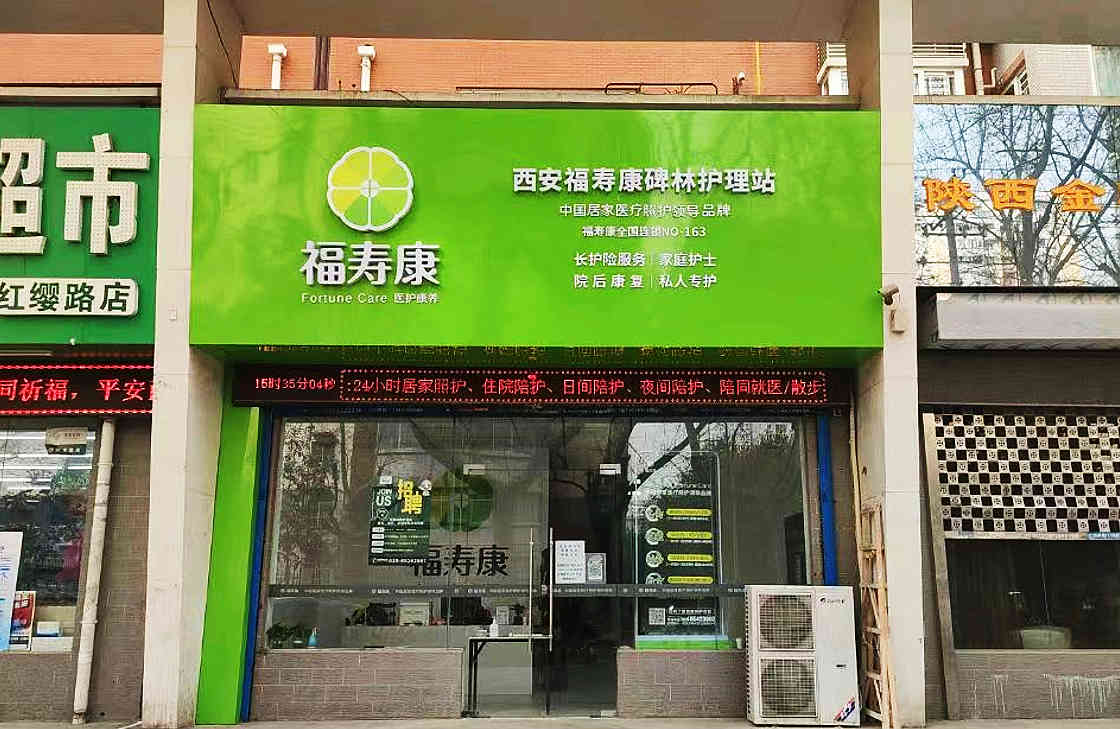 超市
红缨路店
同祈福，平安
福寿康
Fortune Care 医护康养
西安福寿康碑林护理站
中国居家医疗照护领导品牌
福寿康全国连锁NO·163
长护险服务｜家庭护士
院后康复｜私人专护
陕西金
15时35分04秒
24小时居家照护、住院陪护、日间陪护、夜间陪护、陪同就医/散步
JOIN US
招聘
福寿康